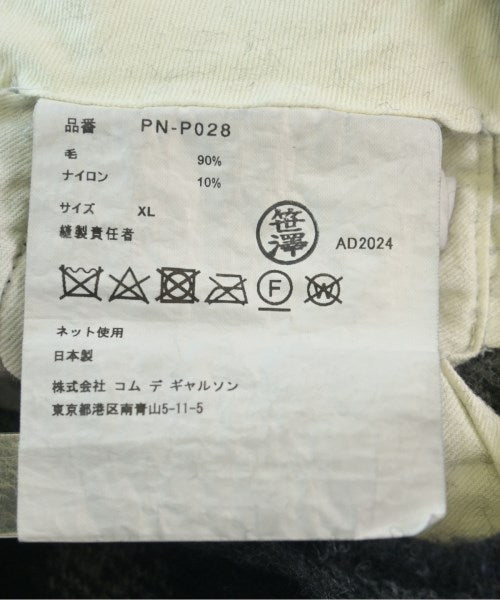 品番 PN-P028
毛 90%
ナイロン 10%
サイズ XL
縫製責任者 笹澤 AD2024
F W
ネット使用
日本製
株式会社 コム デ ギャルソン
東京都港区南青山5-11-5